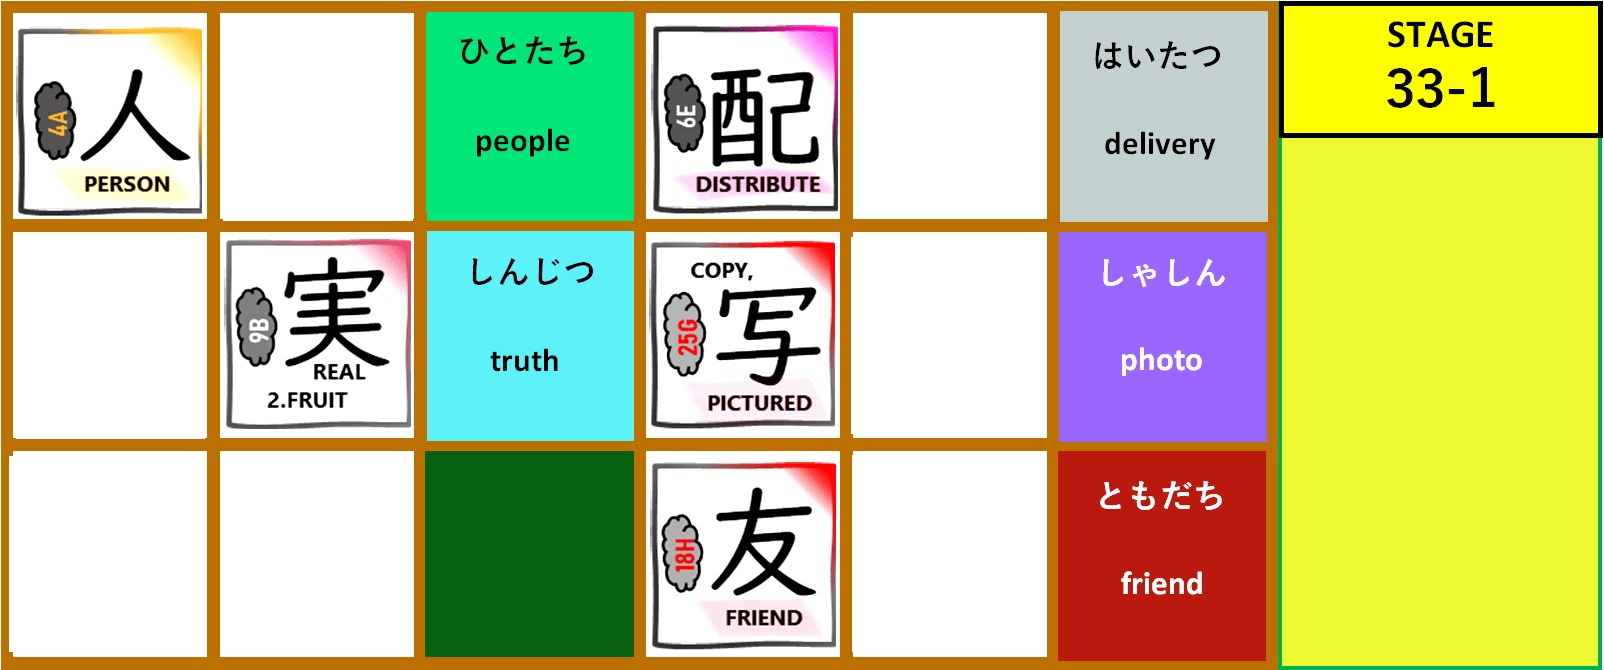 4A
人
PERSON
ひとたち
people
6E
配
DISTRIBUTE
はいたつ
delivery
STAGE
33-1
9B
実
REAL
2.FRUIT
しんじつ
truth
COPY,
25G
写
PICTURED
しゃしん
photo
18H
友
FRIEND
ともだち
friend